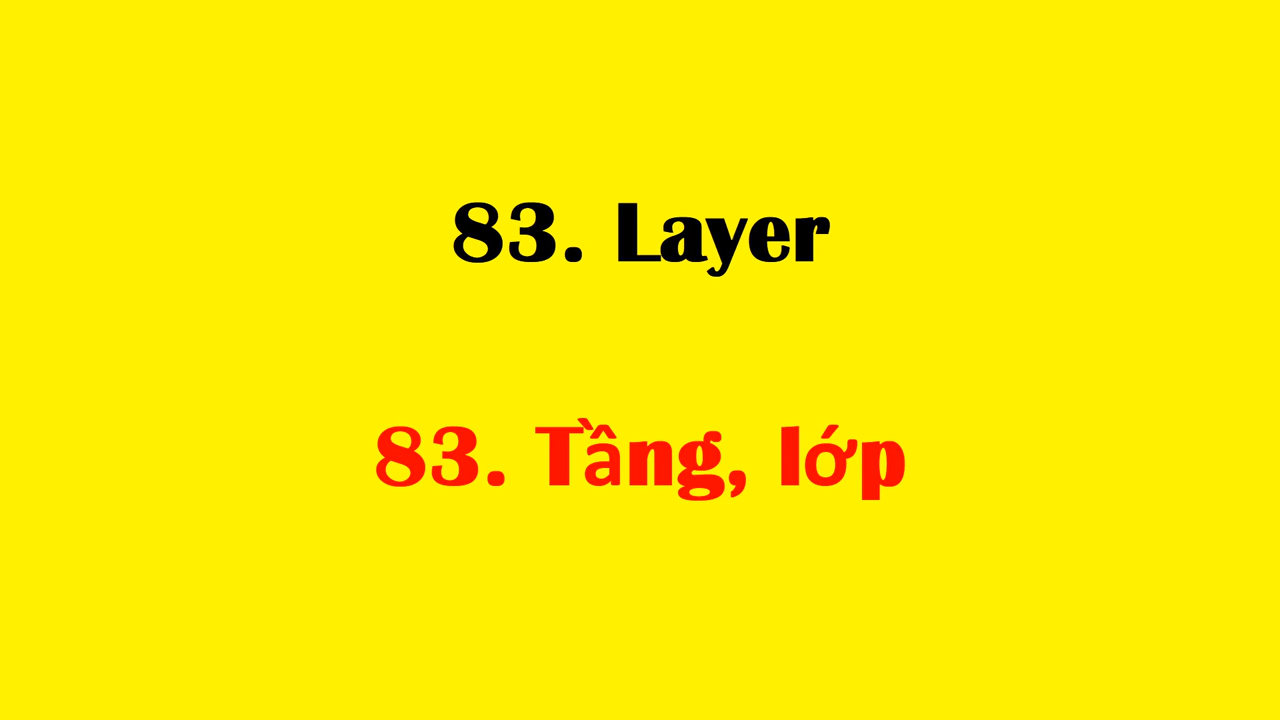 83. Layer
83. Tầng, lớp